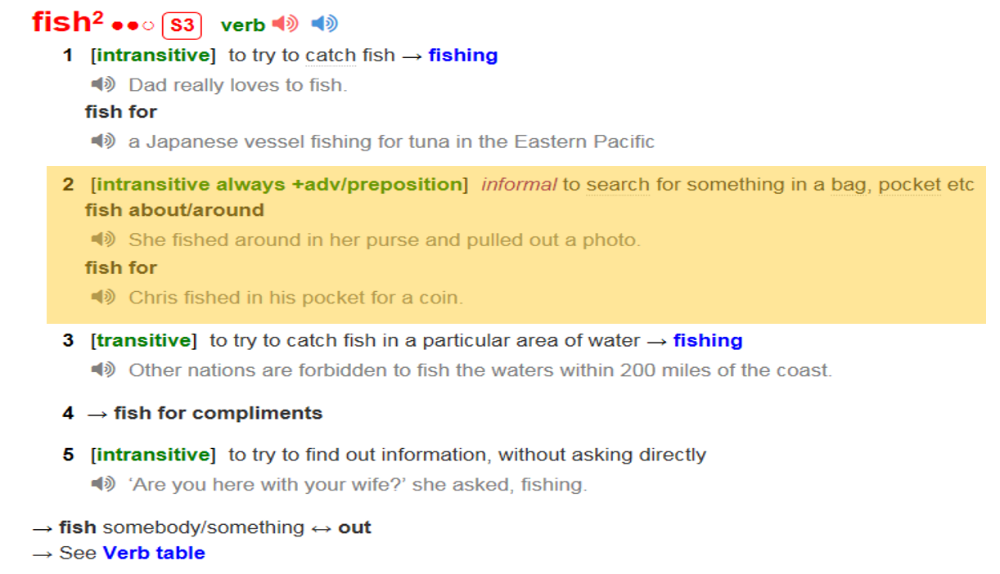 fish² ●●○ S3 verb
1 [intransitive] to try to catch fish → fishing
Dad really loves to fish.
fish for
a Japanese vessel fishing for tuna in the Eastern Pacific
2 [intransitive always +adv/preposition] informal to search for something in a bag, pocket etc
fish about/around
She fished around in her purse and pulled out a photo.
fish for
Chris fished in his pocket for a coin.
3 [transitive] to try to catch fish in a particular area of water → fishing
Other nations are forbidden to fish the waters within 200 miles of the coast.
4 → fish for compliments
5 [intransitive] to try to find out information, without asking directly
‘Are you here with your wife?’ she asked, fishing.
→ fish somebody/something ↔ out
→ See Verb table